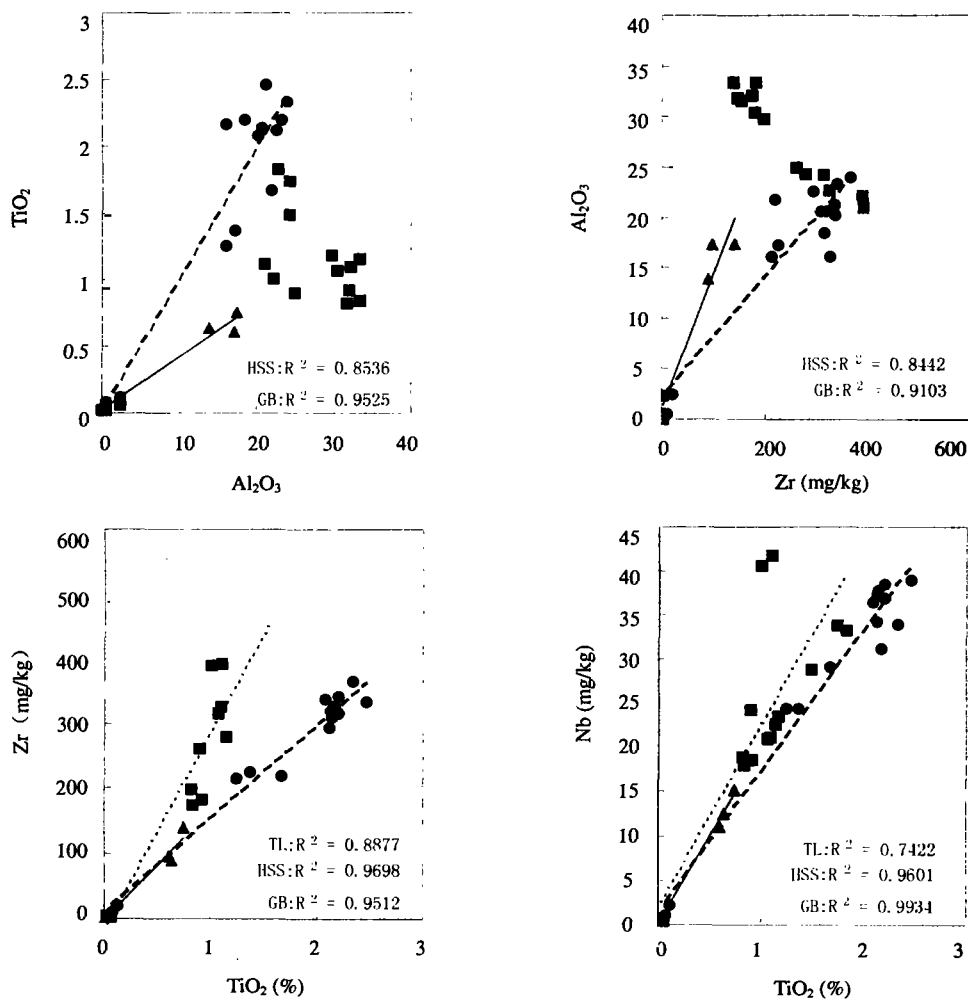 3
2.5
2
1.5
1
0.5
0
TiO₂
HSS:R² = 0.8536
GB:R² = 0.9525
0 10 20 30 40
Al₂O₃
40
35
30
25
20
15
10
5
0
Al₂O₃
HSS:R² = 0.8442
GB:R² = 0.9103
200 400 600
Zr (mg/kg)
600
500
400
300
200
100
0
Zr (mg/kg)
TL:R² = 0.8877
HSS:R² = 0.9698
GB:R² = 0.9512
0 1 2 3
TiO₂ (%)
45
40
35
30
25
20
15
10
5
0
Nb (mg/kg)
TL:R² = 0.7422
HSS:R² = 0.9601
GB:R² = 0.9934
0 1 2 3
TiO₂ (%)